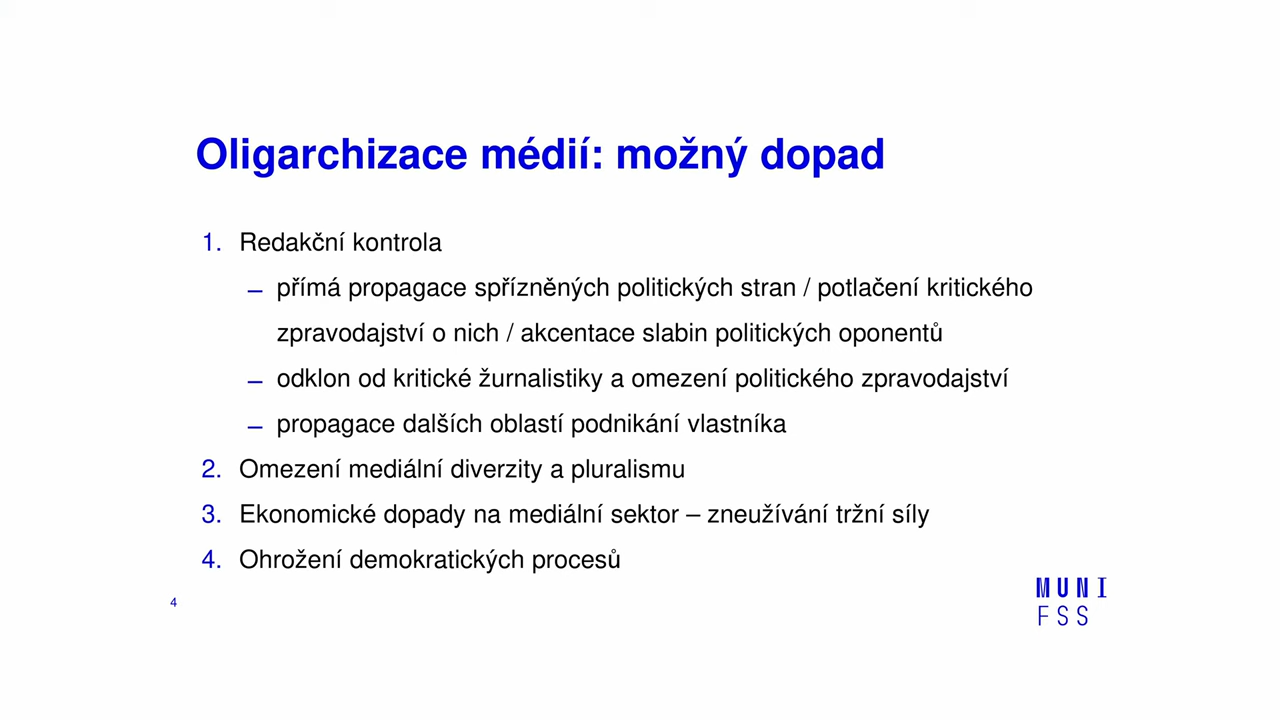 Oligarchizace médií: možný dopad
1. Redakční kontrola
– přímá propagace spřízněných politických stran / potlačení kritického
zpravodajství o nich / akcentace slabin politických oponentů
– odklon od kritické žurnalistiky a omezení politického zpravodajství
– propagace dalších oblastí podnikání vlastníka
2. Omezení mediální diverzity a pluralismu
3. Ekonomické dopady na mediální sektor – zneužívání tržní síly
4. Ohrožení demokratických procesů
4
MUNI
FSS